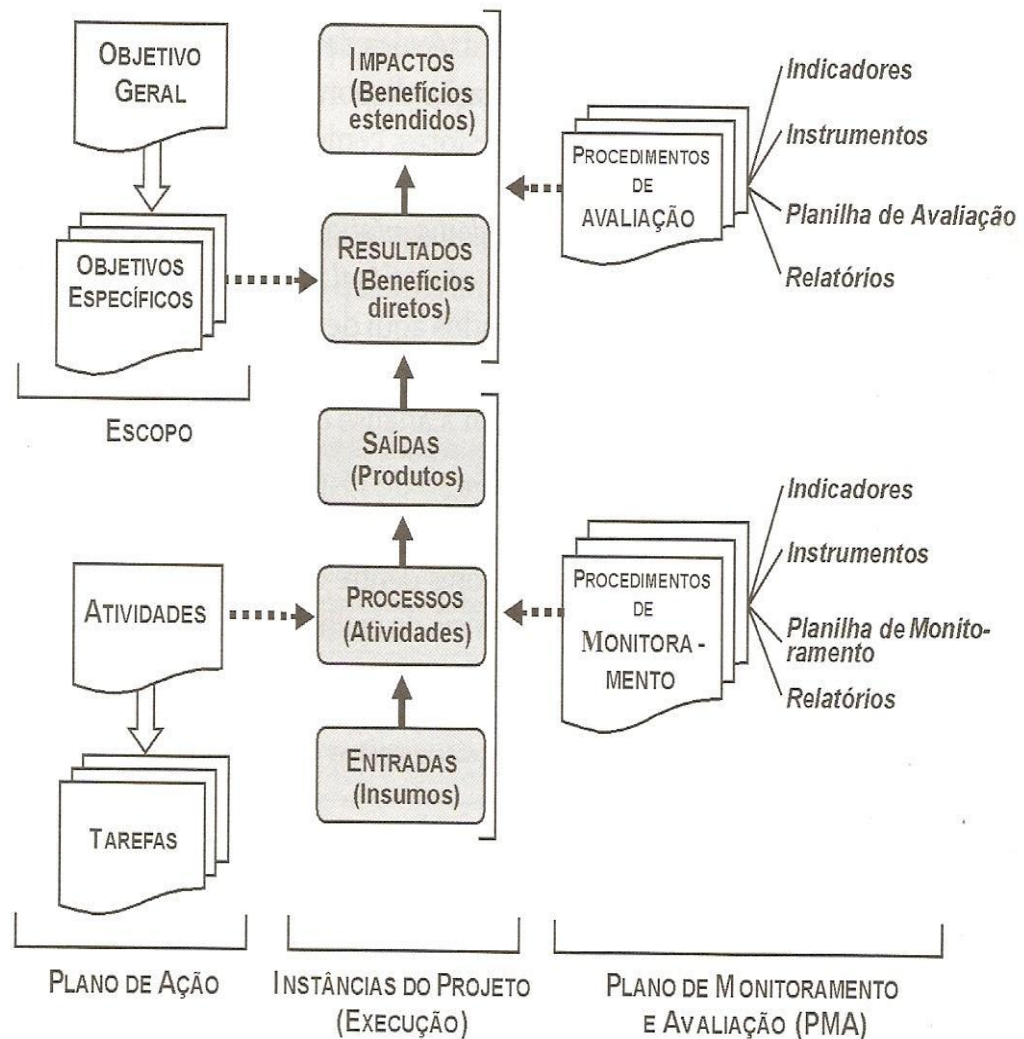 OBJETIVO
GERAL
OBJETIVOS
ESPECÍFICOS
ESCOPO
ATIVIDADES
TAREFAS
PLANO DE AÇÃO
IMPACTOS
(Benefícios
estendidos)
RESULTADOS
(Benefícios
diretos)
SAÍDAS
(Produtos)
PROCESSOS
(Atividades)
ENTRADAS
(Insumos)
INSTÂNCIAS DO PROJETO
(EXECUÇÃO)
PROCEDIMENTOS
DE
AVALIAÇÃO
Indicadores
Instrumentos
Planilha de Avaliação
Relatórios
PROCEDIMENTOS
DE
MONITORA -
MENTO
Indicadores
Instrumentos
Planilha de Monito-
ramento
Relatórios
PLANO DE MONITORAMENTO
E AVALIAÇÃO (PMA)